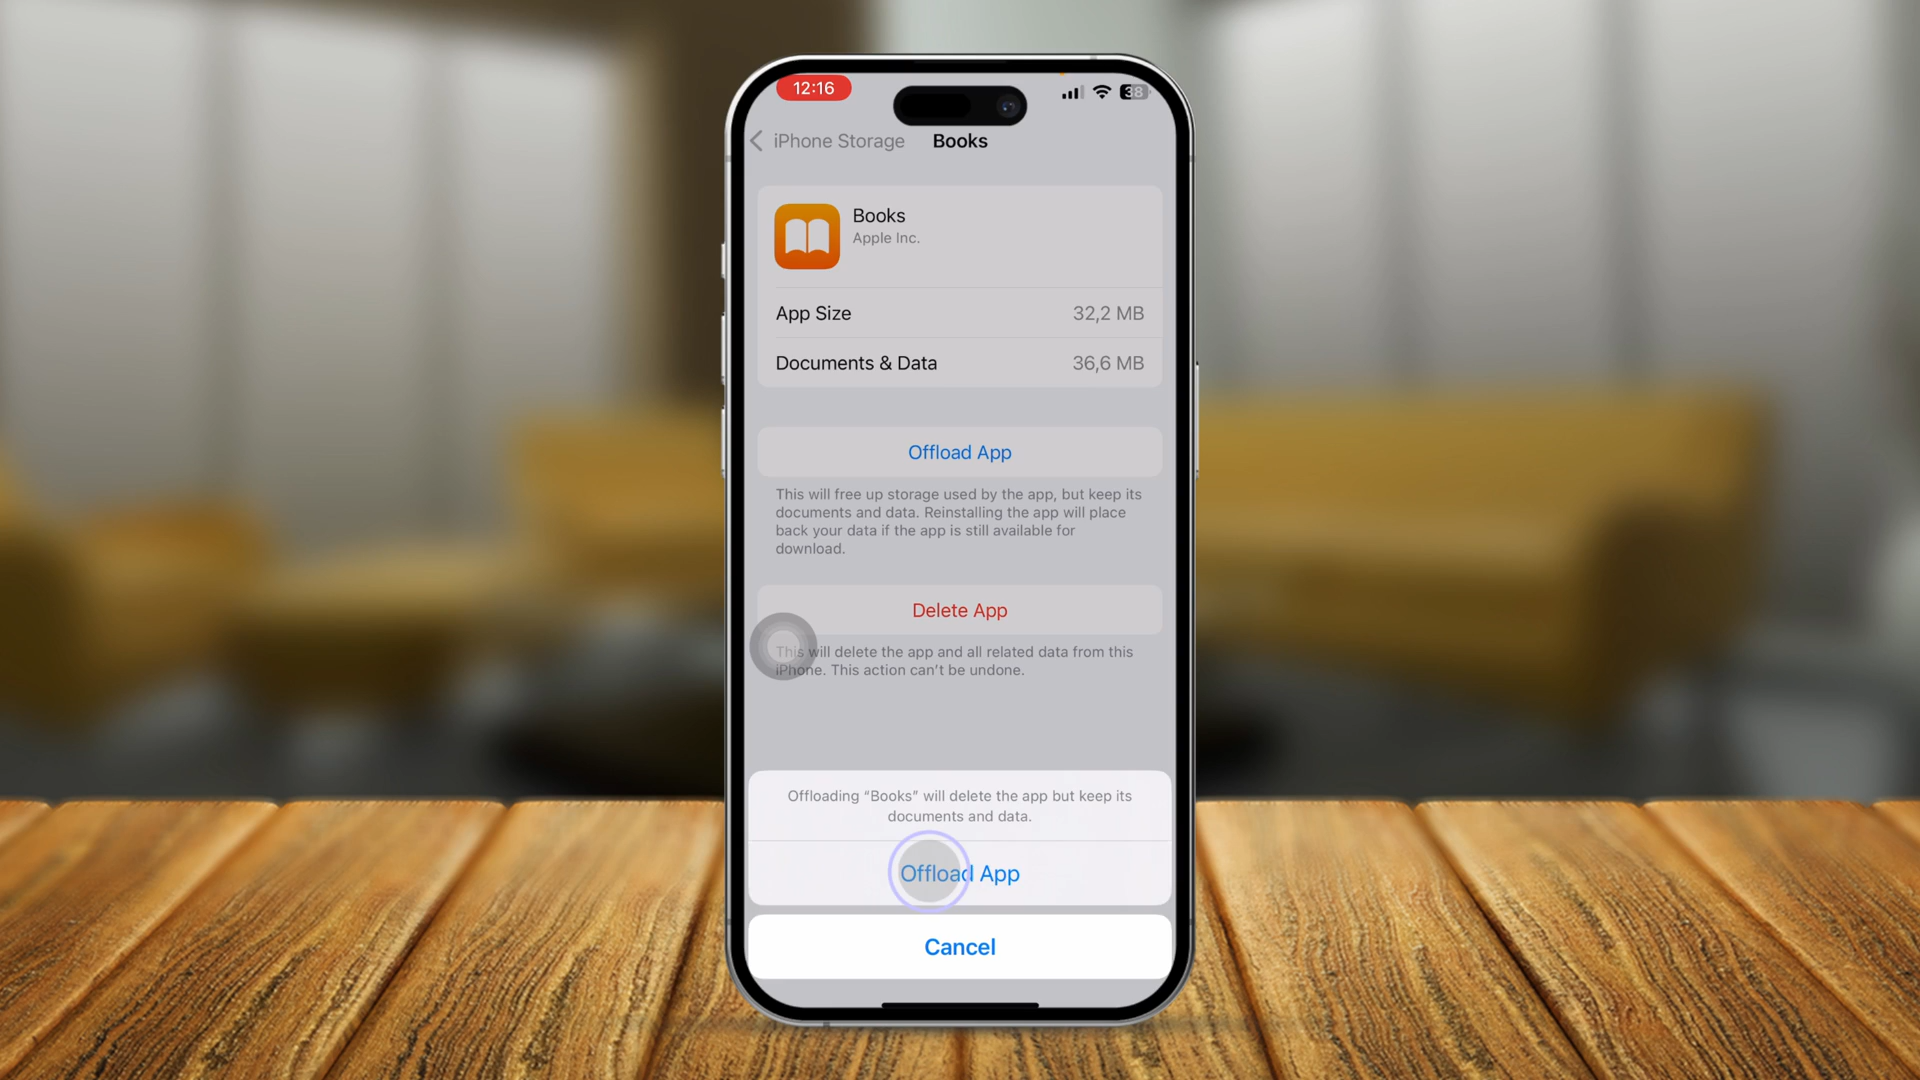 12:16
38
iPhone Storage
Books
Books
Apple Inc.
App Size
32,2 MB
Documents & Data
36,6 MB
Offload App
This will free up storage used by the app, but keep its
documents and data. Reinstalling the app will place
back your data if the app is still available for
download.
Delete App
This will delete the app and all related data from this
iPhone. This action can't be undone.
Offloading “Books” will delete the app but keep its
documents and data.
Offload App
Cancel